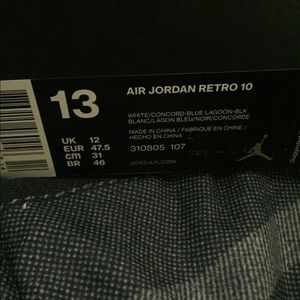 13
AIR JORDAN RETRO 10
WHITE/CONCORD-BLUE LAGOON-BLK
BLANC/LAGON BLEU/NOIR/CONCORDE
MADE IN CHINA / FABRIQUE EN CHINE /
HECHO EN CHINA
UK 12
EUR 47.5
CM 31
BR 46
310805 107
JORDAN.COM